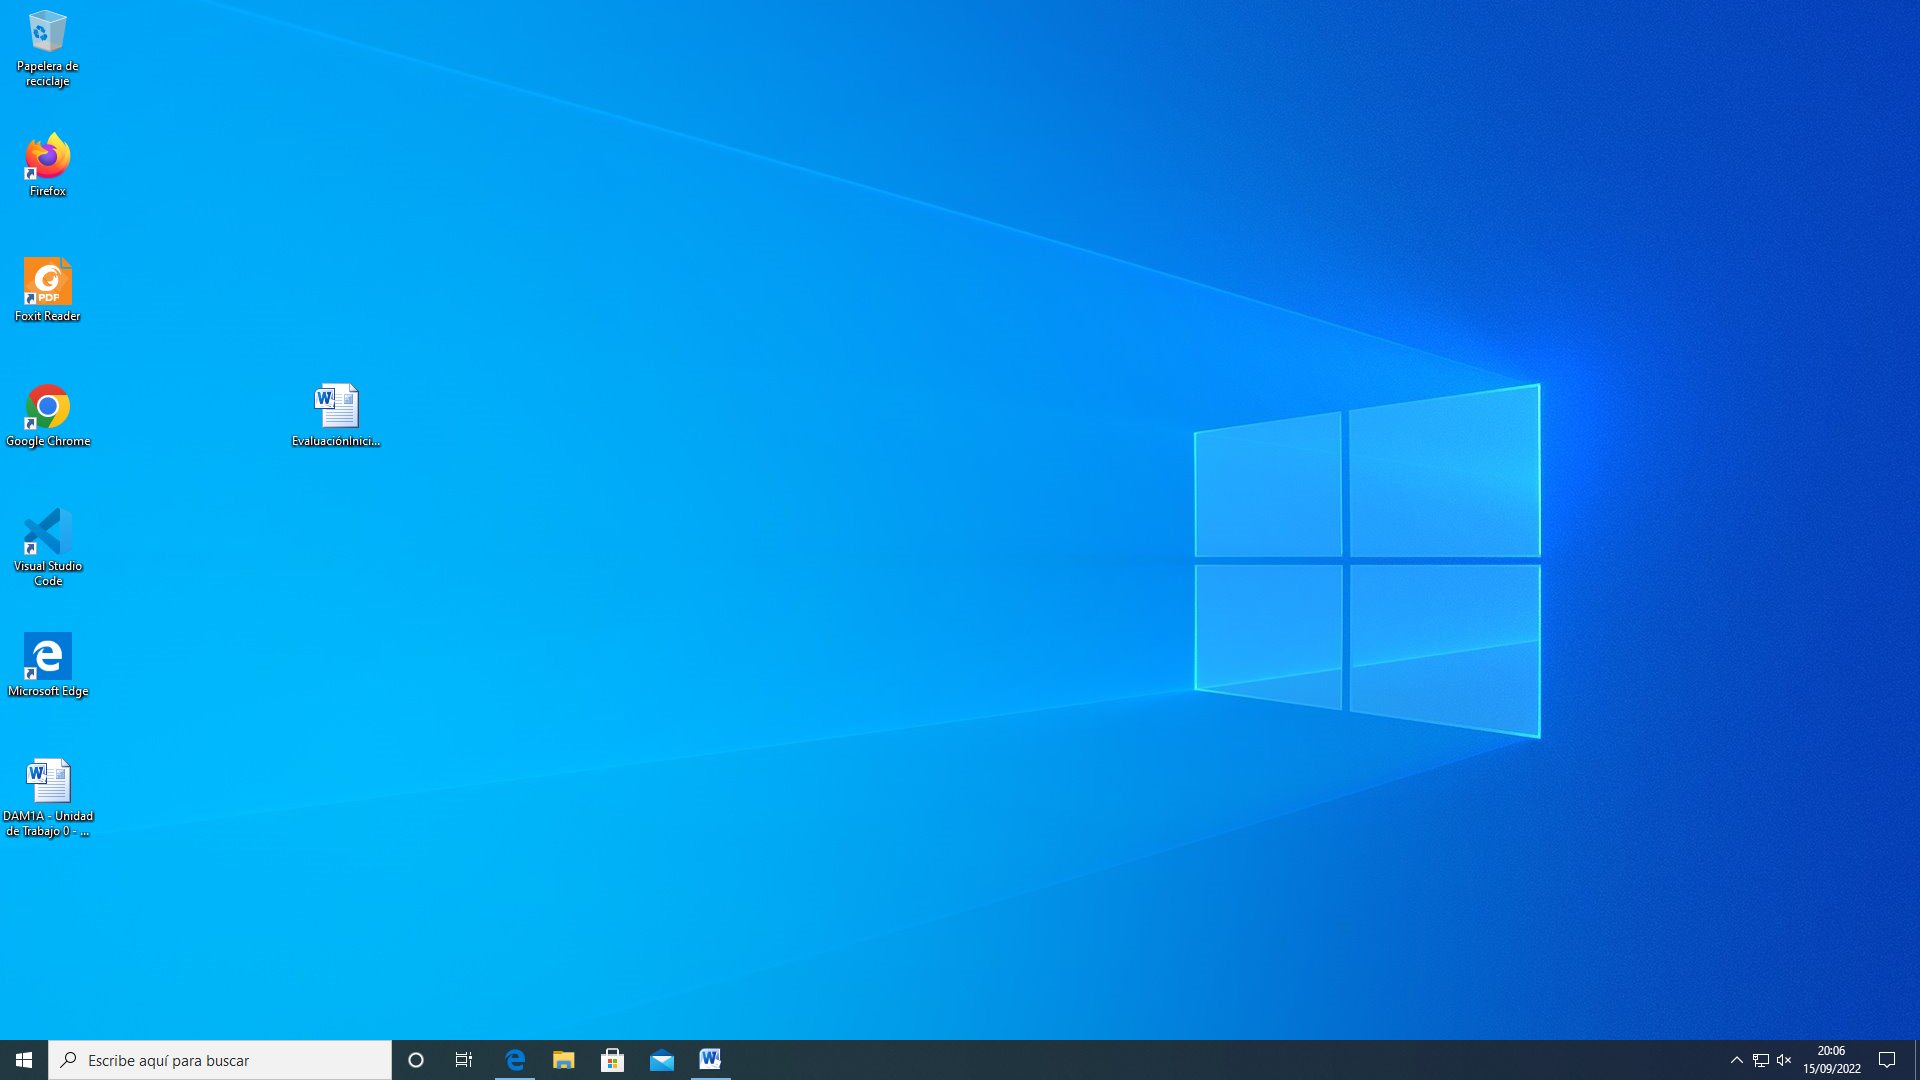 Papelera de
reciclaje
Firefox
PDF
Foxit Reader
Google Chrome
EvaluaciónInici...
Visual Studio
Code
Microsoft Edge
DAM1A - Unidad
de Trabajo 0 - ...
Escribe aquí para buscar
20:06
15/09/2022